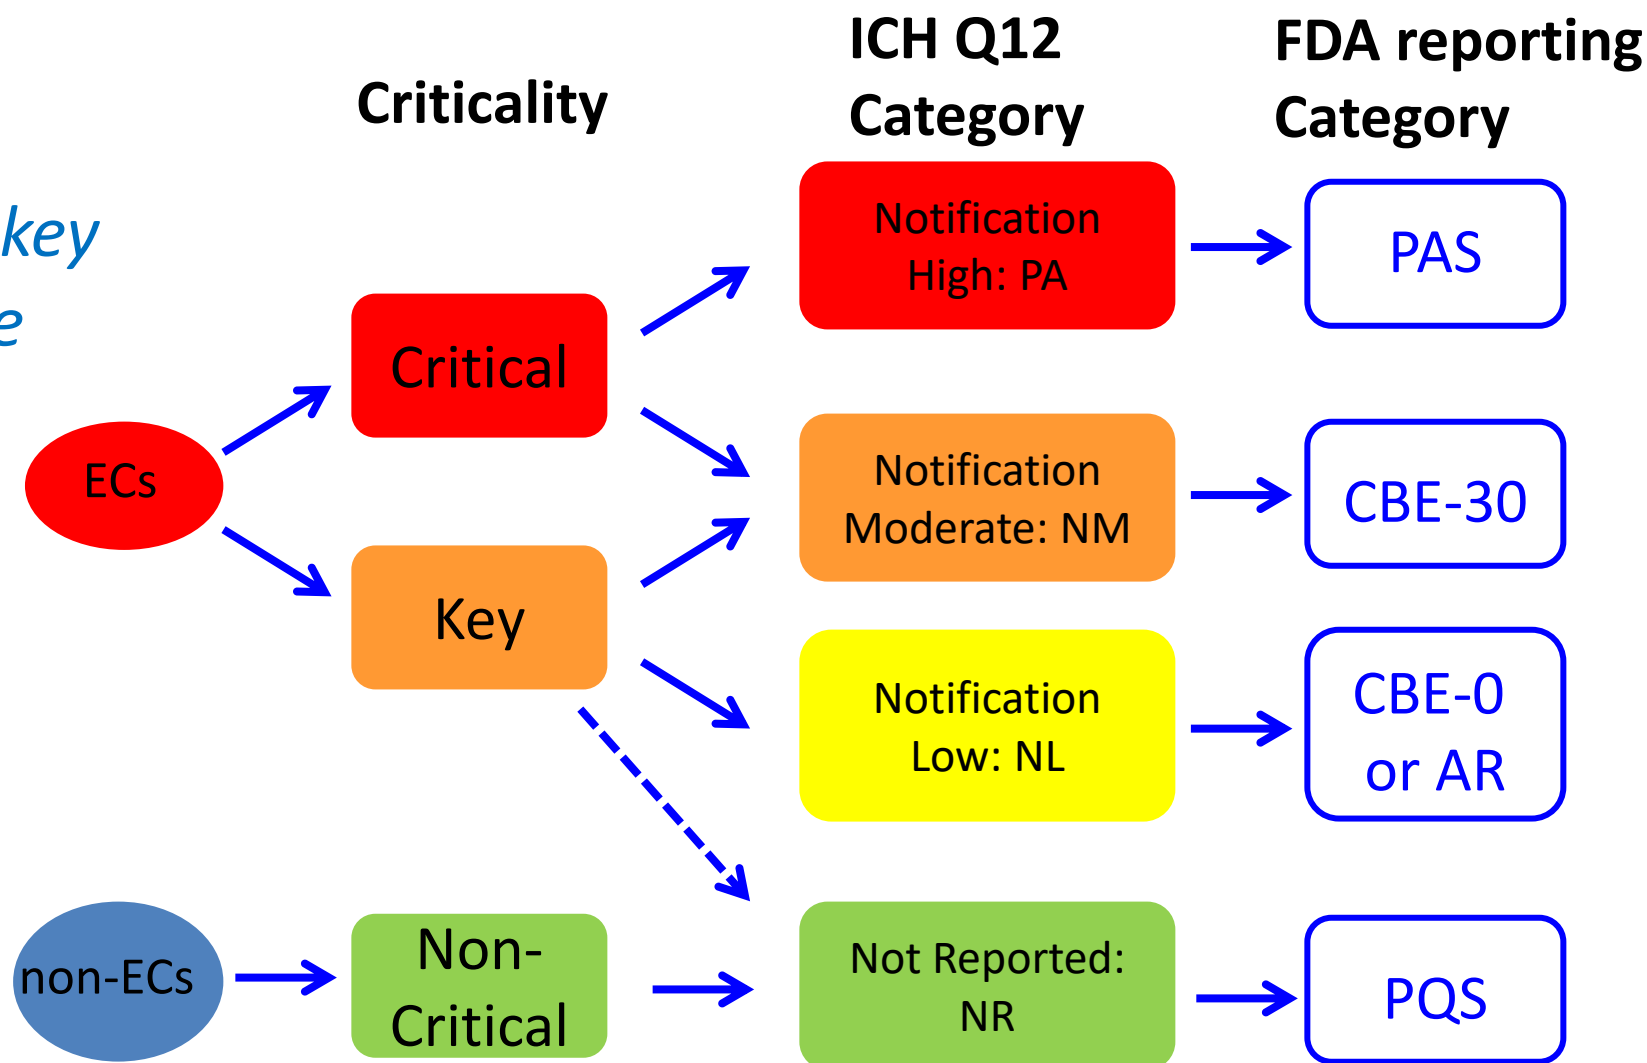 ICH Q12
Category
FDA reporting
Category
Criticality
key
Notification
High: PA
PAS
Critical
ECs
Notification
Moderate: NM
CBE-30
Key
Notification
Low: NL
CBE-0
or AR
non-ECs
Non-
Critical
Not Reported:
NR
PQS